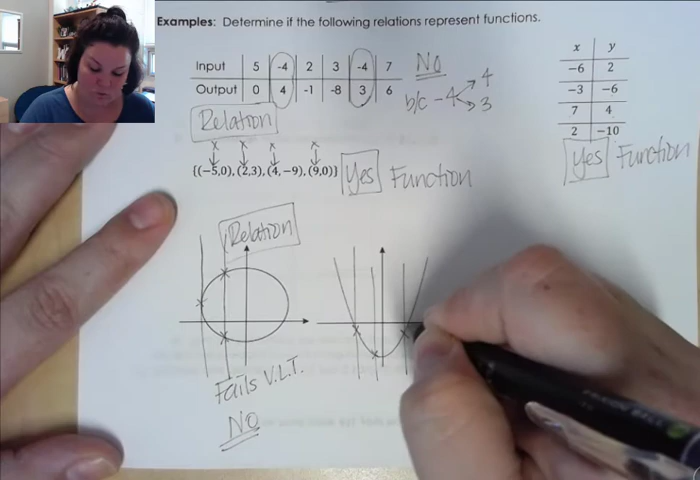 Examples: Determine if the following relations represent functions.
Input 5 -4 2 3 -4 7
Output 0 4 -1 -8 3 6
No
b/c -4 4
3
Relation
x y
-6 2
-3 -6
7 4
2 -10
Yes Function
x x x x
{(-5,0), (2,3), (4,-9), (9,0)} Yes Function
Relation
Fails V.L.T.
No